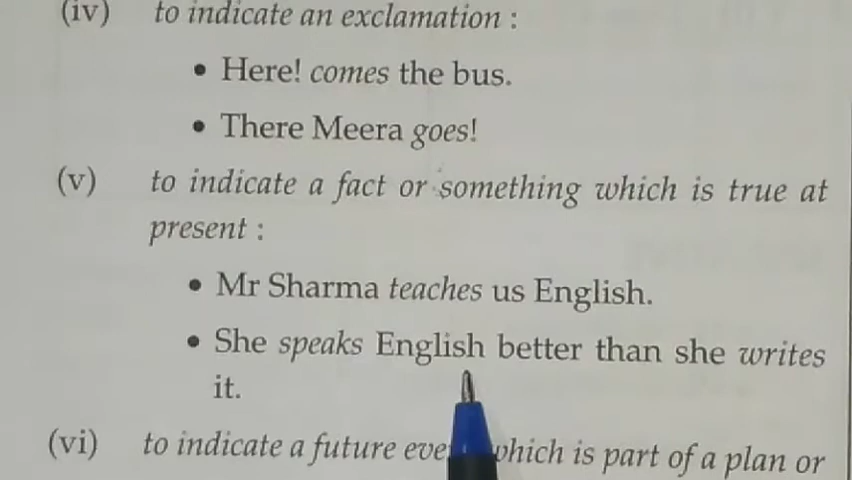 (iv) to indicate an exclamation :
• Here! comes the bus.
• There Meera goes!
(v) to indicate a fact or something which is true at
present :
• Mr Sharma teaches us English.
• She speaks English better than she writes
it.
(vi) to indicate a future which is part of a plan or